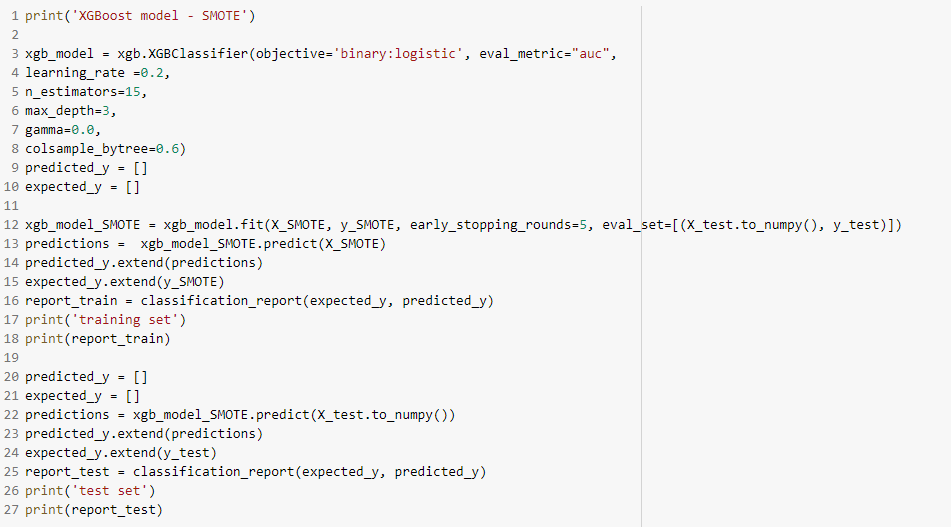 1 print('XGBoost model - SMOTE')
2
3 xgb_model = xgb.XGBClassifier(objective='binary:logistic', eval_metric="auc",
4 learning_rate =0.2,
5 n_estimators=15,
6 max_depth=3,
7 gamma=0.0,
8 colsample_bytree=0.6)
9 predicted_y = []
10 expected_y = []
11
12 xgb_model_SMOTE = xgb_model.fit(X_SMOTE, y_SMOTE, early_stopping_rounds=5, eval_set=[(X_test.to_numpy(), y_test)])
13 predictions =  xgb_model_SMOTE.predict(X_SMOTE)
14 predicted_y.extend(predictions)
15 expected_y.extend(y_SMOTE)
16 report_train = classification_report(expected_y, predicted_y)
17 print('training set')
18 print(report_train)
19
20 predicted_y = []
21 expected_y = []
22 predictions = xgb_model_SMOTE.predict(X_test.to_numpy())
23 predicted_y.extend(predictions)
24 expected_y.extend(y_test)
25 report_test = classification_report(expected_y, predicted_y)
26 print('test set')
27 print(report_test)